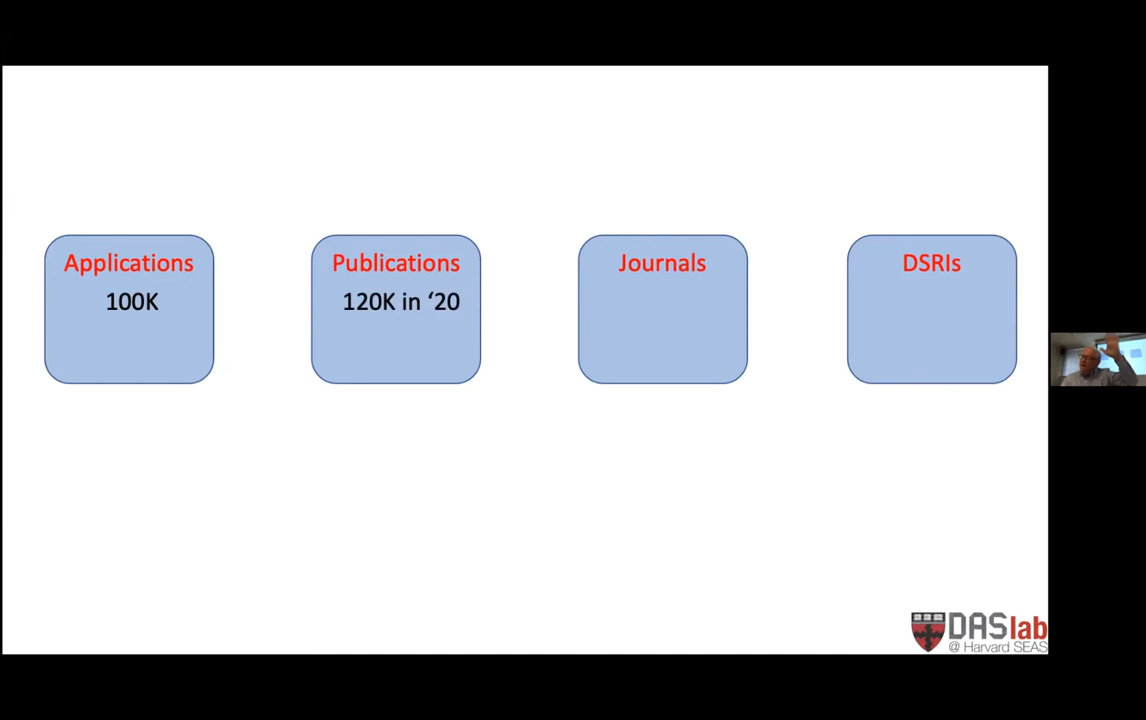 Applications
100K
Publications
120K in ‘20
Journals
DSRIs
DASlab
@ Harvard SEAS